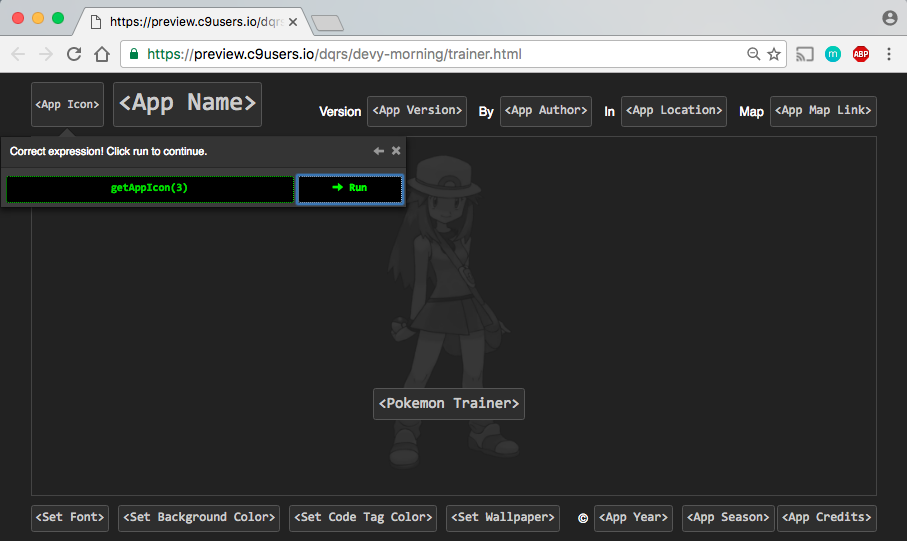 https://preview.c9users.io/dqrs
https://preview.c9users.io/dqrs/devy-morning/trainer.html
m
ABP
<App Icon>
<App Name>
Version <App Version> By <App Author> In <App Location> Map <App Map Link>
Correct expression! Click run to continue.
getAppIcon(3)
Run
<Pokemon Trainer>
<Set Font> <Set Background Color> <Set Code Tag Color> <Set Wallpaper> © <App Year> <App Season> <App Credits>